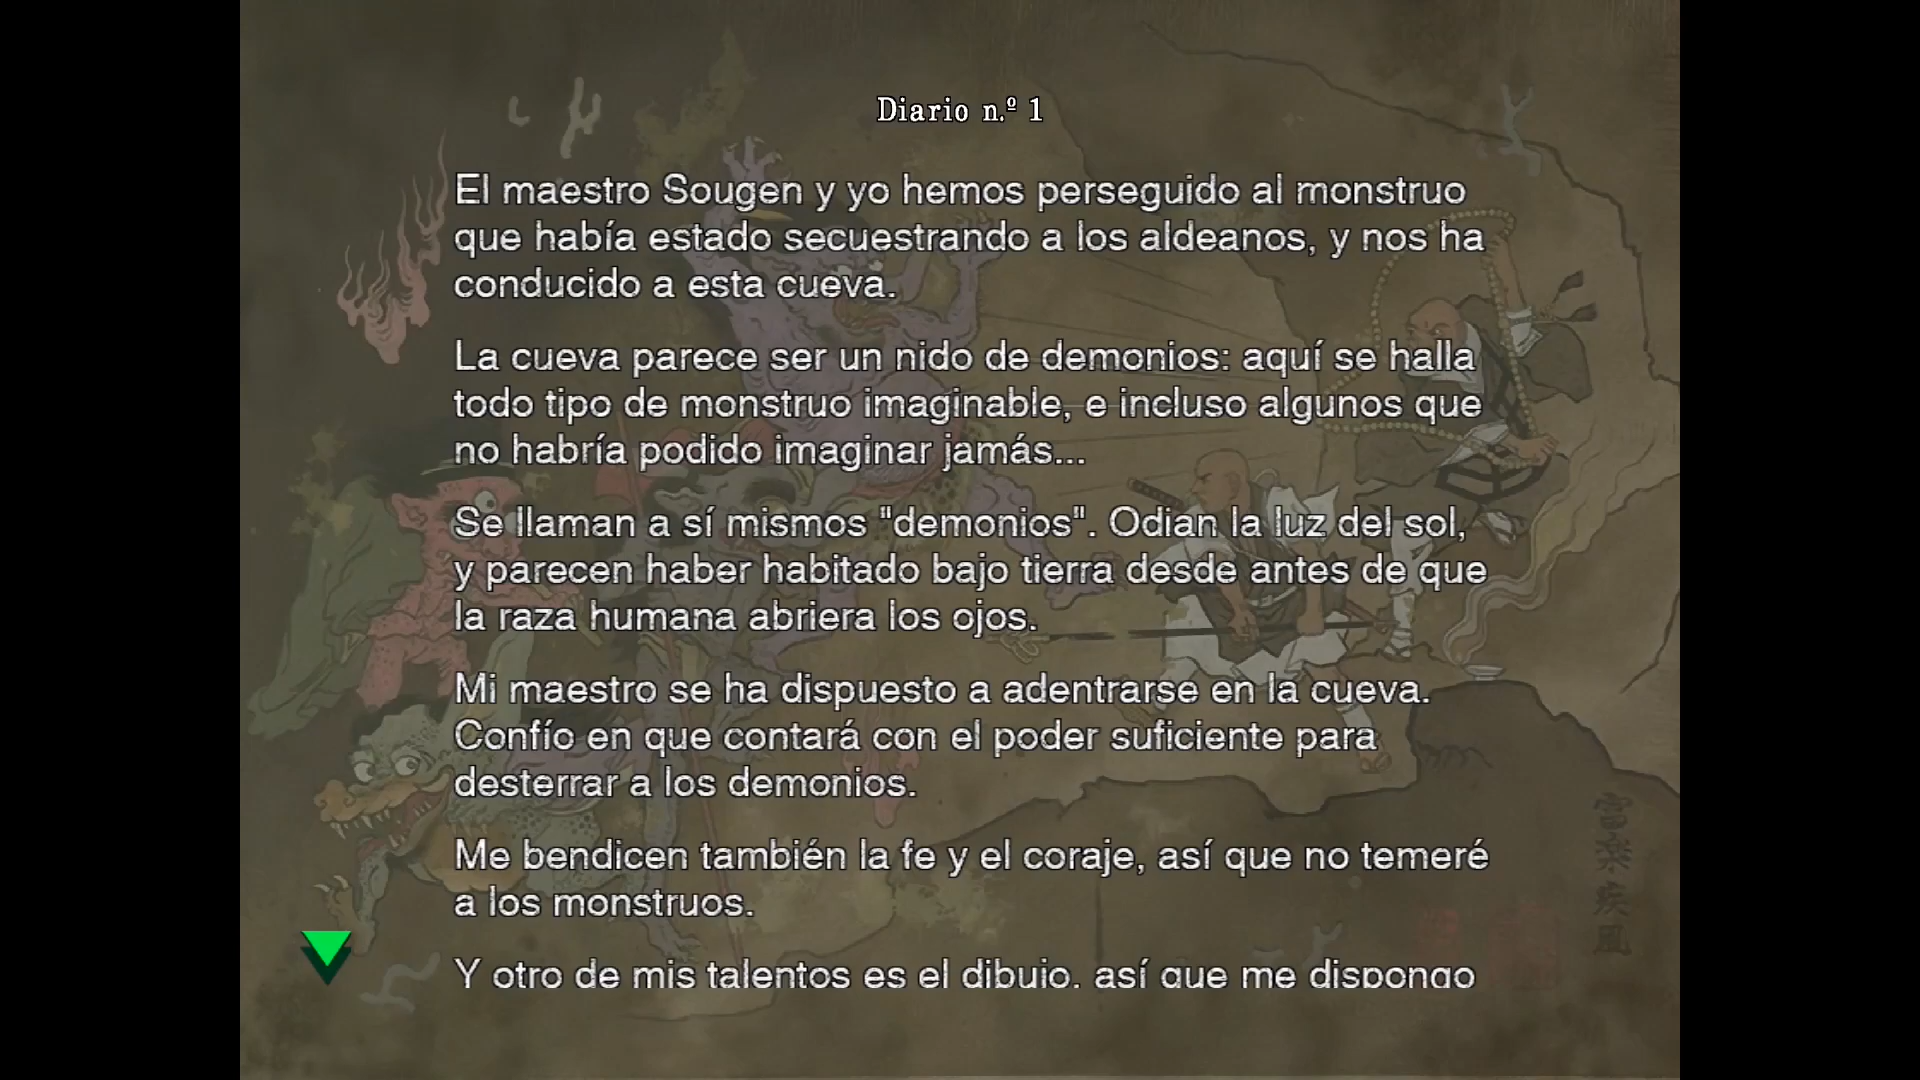 Diario n.º 1
El maestro Sougen y yo hemos perseguido al monstruo
que había estado secuestrando a los aldeanos, y nos ha
conducido a esta cueva.
La cueva parece ser un nido de demonios: aquí se halla
todo tipo de monstruo imaginable, e incluso algunos que
no habría podido imaginar jamás...
Se llaman a sí mismos "demonios". Odian la luz del sol,
y parecen haber habitado bajo tierra desde antes de que
la raza humana abriera los ojos.
Mi maestro se ha dispuesto a adentrarse en la cueva.
Confío en que contará con el poder suficiente para
desterrar a los demonios.
Me bendicen también la fe y el coraje, así que no temeré
a los monstruos.
Y otro de mis talentos es el dibujo, así que me dispongo